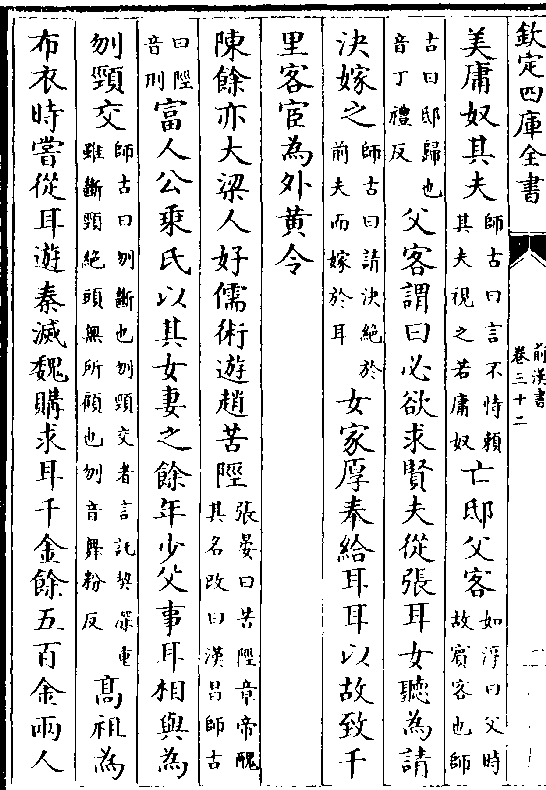 欽定四庫全書
前漢書
卷三十二
美庸奴其夫師古曰言不恃賴其夫視之若庸奴亡邸父客如淳曰父時故賓客也師
古曰邸歸也音丁禮反父客謂曰必欲求賢夫從張耳女聽為請
決嫁之師古曰請決絕於前夫而嫁於耳女家厚奉給耳耳以故致千
里客宦為外黃令
陳餘亦大梁人好儒術遊趙苦陘張晏曰苦陘章帝醜其名改曰漢昌師古
曰陘音刑富人公乘氏以其女妻之餘年少父事耳相與為
刎頸交師古曰刎斷也刎頸交者言託契深重雖斷頸絕頭無所顧也刎音舞粉反高祖為
布衣時嘗從耳遊秦滅魏購求耳千金餘五百金兩人